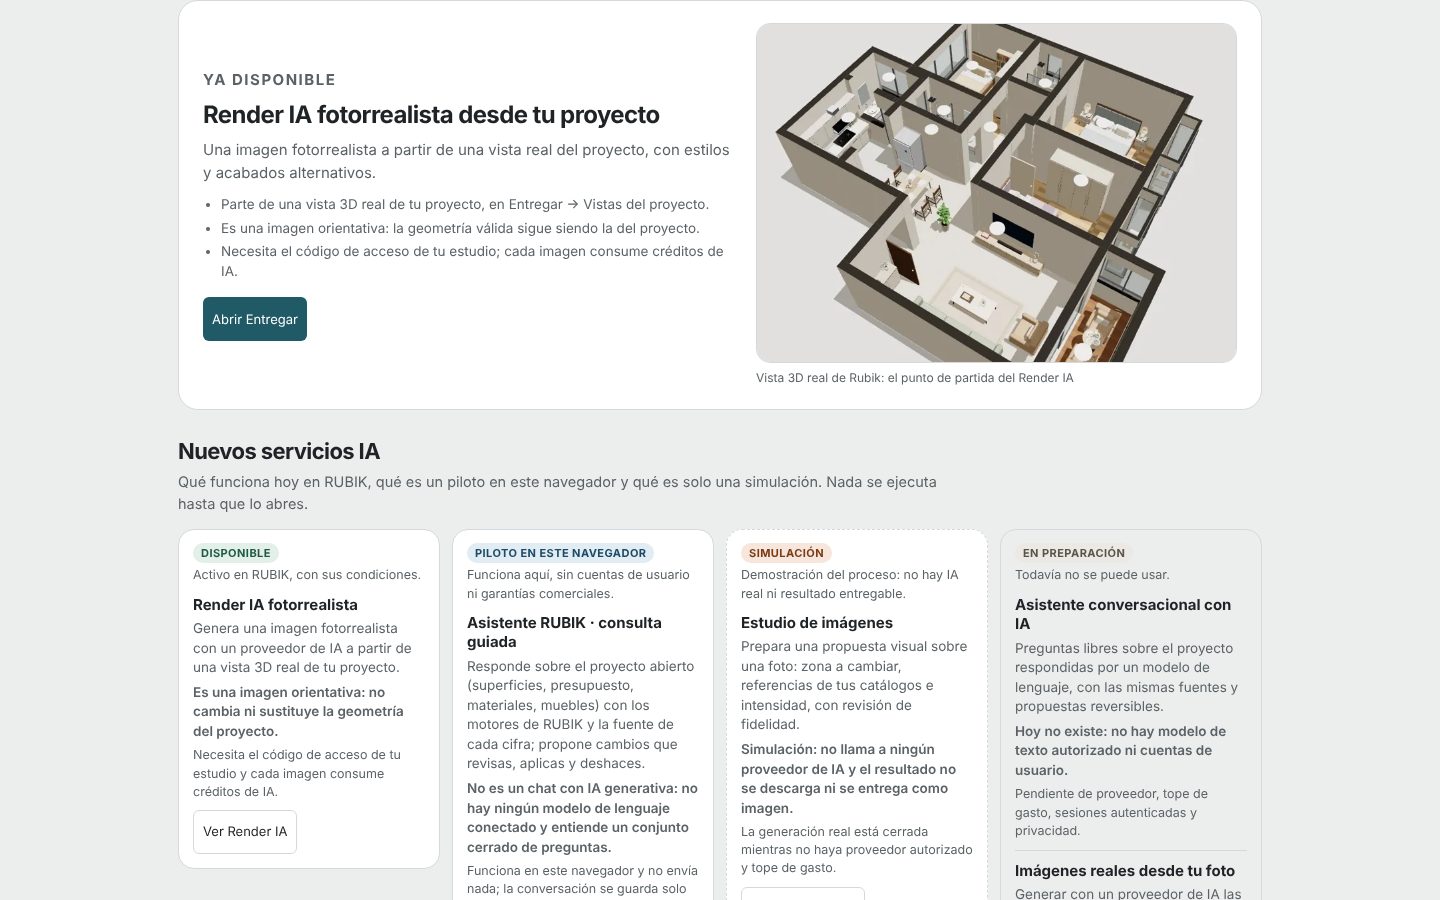 YA DISPONIBLE
Render IA fotorrealista desde tu proyecto
Una imagen fotorrealista a partir de una vista real del proyecto, con estilos
y acabados alternativos.
• Parte de una vista 3D real de tu proyecto, en Entregar → Vistas del proyecto.
• Es una imagen orientativa: la geometría válida sigue siendo la del proyecto.
• Necesita el código de acceso de tu estudio; cada imagen consume créditos de
IA.
Abrir Entregar
Vista 3D real de Rubik: el punto de partida del Render IA
Nuevos servicios IA
Qué funciona hoy en RUBIK, qué es un piloto en este navegador y qué es solo una simulación. Nada se ejecuta
hasta que lo abres.
DISPONIBLE
Activo en RUBIK, con sus condiciones.
Render IA fotorrealista
Genera una imagen fotorrealista
con un proveedor de IA a partir de
una vista 3D real de tu proyecto.
Es una imagen orientativa: no
cambia ni sustituye la geometría
del proyecto.
Necesita el código de acceso de tu
estudio y cada imagen consume
créditos de IA.
Ver Render IA
PILOTO EN ESTE NAVEGADOR
Funciona aquí, sin cuentas de usuario
ni garantías comerciales.
Asistente RUBIK · consulta
guiada
Responde sobre el proyecto abierto
(superficies, presupuesto,
materiales, muebles) con los
motores de RUBIK y la fuente de
cada cifra; propone cambios que
revisas, aplicas y deshaces.
No es un chat con IA generativa: no
hay ningún modelo de lenguaje
conectado y entiende un conjunto
cerrado de preguntas.
Funciona en este navegador y no envía
nada; la conversación se guarda solo
SIMULACIÓN
Demostración del proceso: no hay IA
real ni resultado entregable.
Estudio de imágenes
Prepara una propuesta visual sobre
una foto: zona a cambiar,
referencias de tus catálogos e
intensidad, con revisión de
fidelidad.
Simulación: no llama a ningún
proveedor de IA y el resultado no
se descarga ni se entrega como
imagen.
La generación real está cerrada
mientras no haya proveedor autorizado
y tope de gasto.
EN PREPARACIÓN
Todavía no se puede usar.
Asistente conversacional con
IA
Preguntas libres sobre el proyecto
respondidas por un modelo de
lenguaje, con las mismas fuentes y
propuestas reversibles.
Hoy no existe: no hay modelo de
texto autorizado ni cuentas de
usuario.
Pendiente de proveedor, tope de
gasto, sesiones autenticadas y
privacidad.
Imágenes reales desde tu foto
Generar con un proveedor de IA las